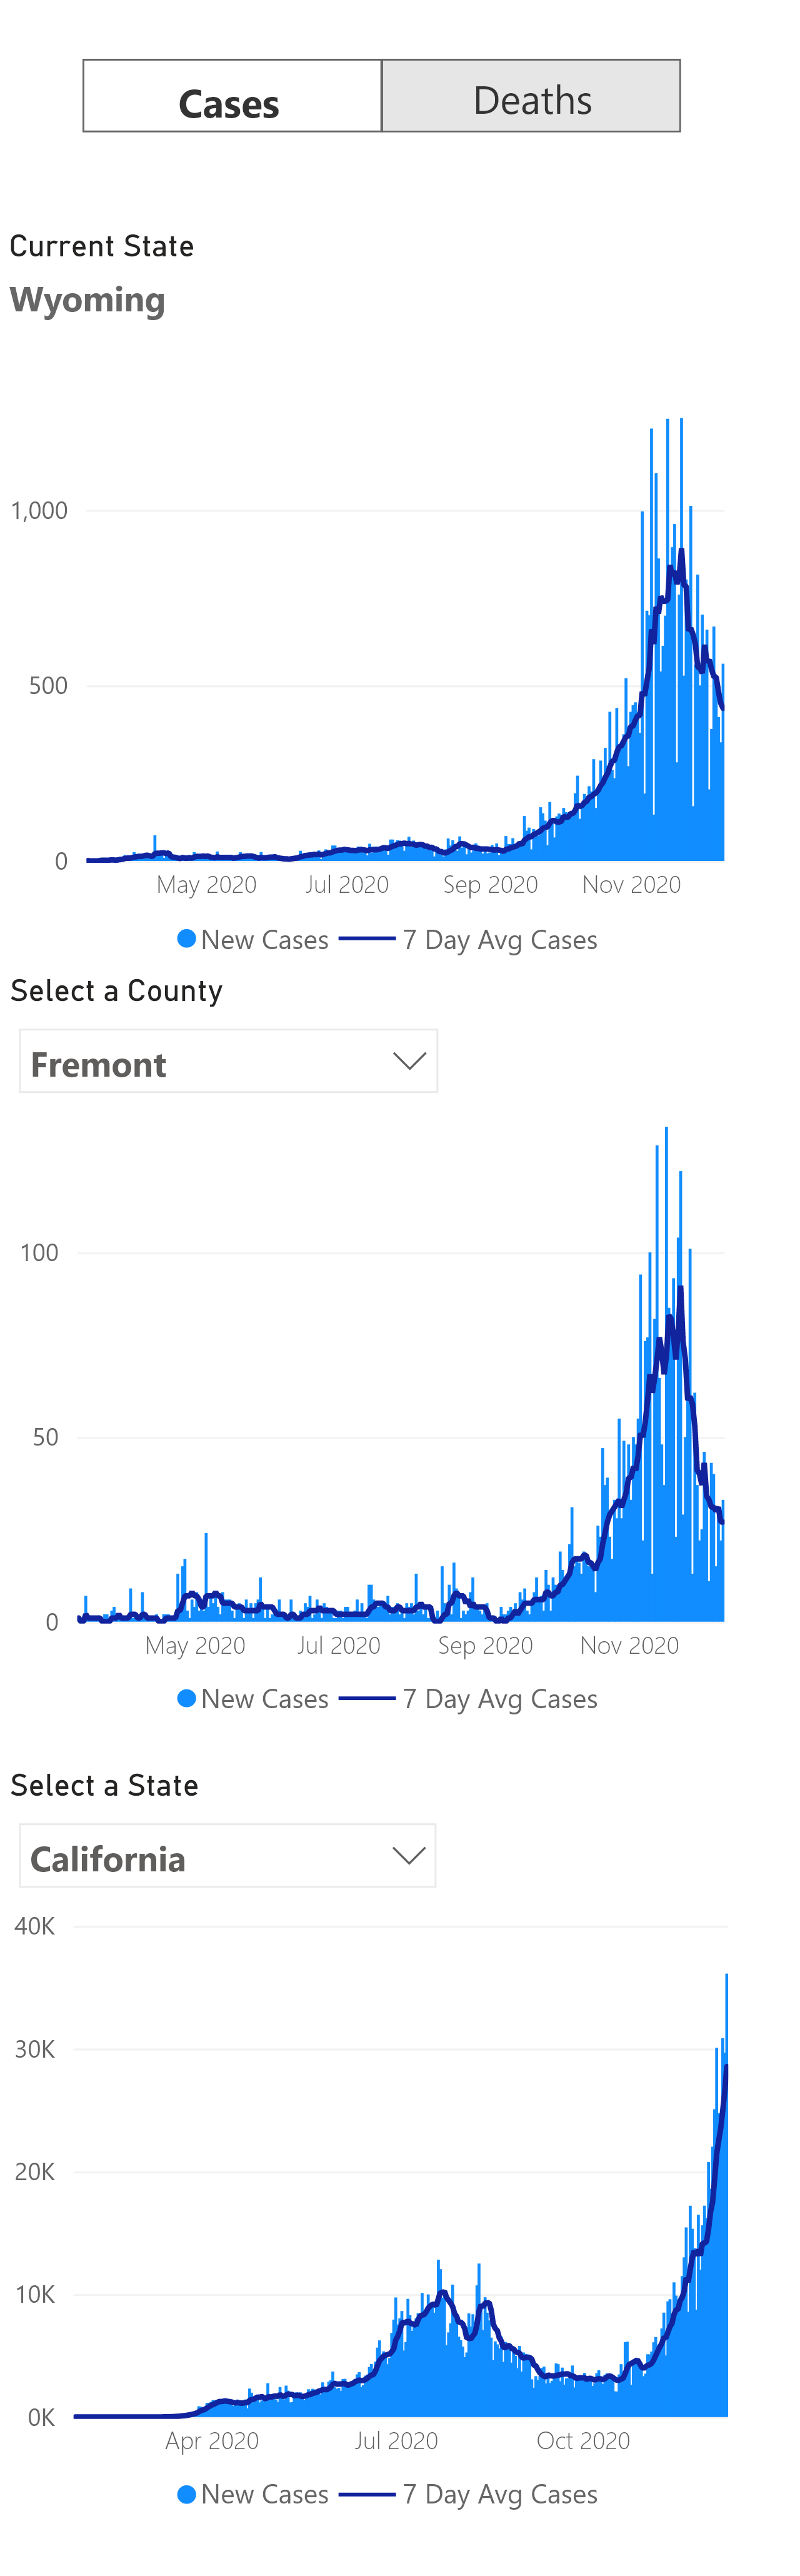 Cases Deaths
Current State
Wyoming
1,000
500
0
May 2020 Jul 2020 Sep 2020 Nov 2020
New Cases 7 Day Avg Cases
Select a County
Fremont
100
50
0
May 2020 Jul 2020 Sep 2020 Nov 2020
New Cases 7 Day Avg Cases
Select a State
California
40K
30K
20K
10K
0K
Apr 2020 Jul 2020 Oct 2020
New Cases 7 Day Avg Cases